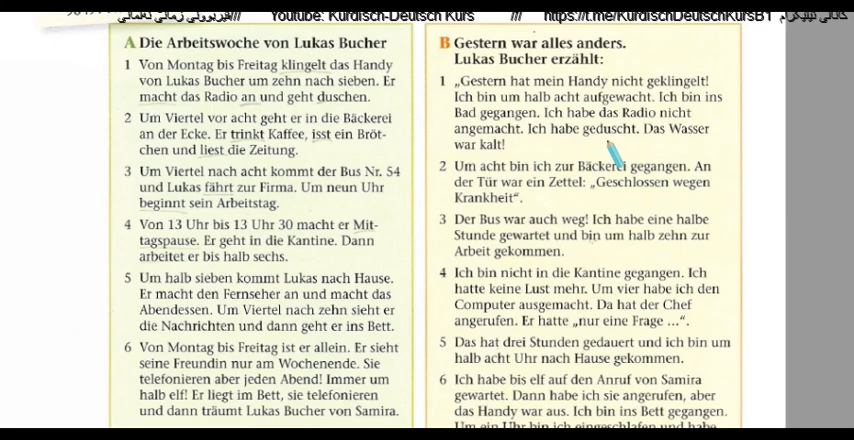 Youtube: Kurdisch-Deutsch Kurs /// https://t.me/KurdischDeutschKursB1
A Die Arbeitswoche von Lukas Bucher
1 Von Montag bis Freitag klingelt das Handy
von Lukas Bucher um zehn nach sieben. Er
macht das Radio an und geht duschen.
2 Um Viertel vor acht geht er in die Bäckerei
an der Ecke. Er trinkt Kaffee, isst ein Bröt-
chen und liest die Zeitung.
3 Um Viertel nach acht kommt der Bus Nr. 54
und Lukas fährt zur Firma. Um neun Uhr
beginnt sein Arbeitstag.
4 Von 13 Uhr bis 13 Uhr 30 macht er Mit-
tagspause. Er geht in die Kantine. Dann
arbeitet er bis halb sechs.
5 Um halb sieben kommt Lukas nach Hause.
Er macht den Fernseher an und macht das
Abendessen. Um Viertel nach zehn sieht er
die Nachrichten und dann geht er ins Bett.
6 Von Montag bis Freitag ist er allein. Er sieht
seine Freundin nur am Wochenende. Sie
telefonieren aber jeden Abend! Immer um
halb elf! Er liegt im Bett, sie telefonieren
und dann träumt Lukas Bucher von Samira.
B Gestern war alles anders.
Lukas Bucher erzählt:
1 „Gestern hat mein Handy nicht geklingelt!
Ich bin um halb acht aufgewacht. Ich bin ins
Bad gegangen. Ich habe das Radio nicht
angemacht. Ich habe geduscht. Das Wasser
war kalt!
2 Um acht bin ich zur Bäckerei gegangen. An
der Tür war ein Zettel: „Geschlossen wegen
Krankheit“.
3 Der Bus war auch weg! Ich habe eine halbe
Stunde gewartet und bin um halb zehn zur
Arbeit gekommen.
4 Ich bin nicht in die Kantine gegangen. Ich
hatte keine Lust mehr. Um vier habe ich den
Computer ausgemacht. Da hat der Chef
angerufen. Er hatte „nur eine Frage ...“.
5 Das hat drei Stunden gedauert und ich bin um
halb acht Uhr nach Hause gekommen.
6 Ich habe bis elf auf den Anruf von Samira
gewartet. Dann habe ich sie angerufen, aber
das Handy war aus. Ich bin ins Bett gegangen.
Um ein Uhr bin ich eingeschlafen und habe